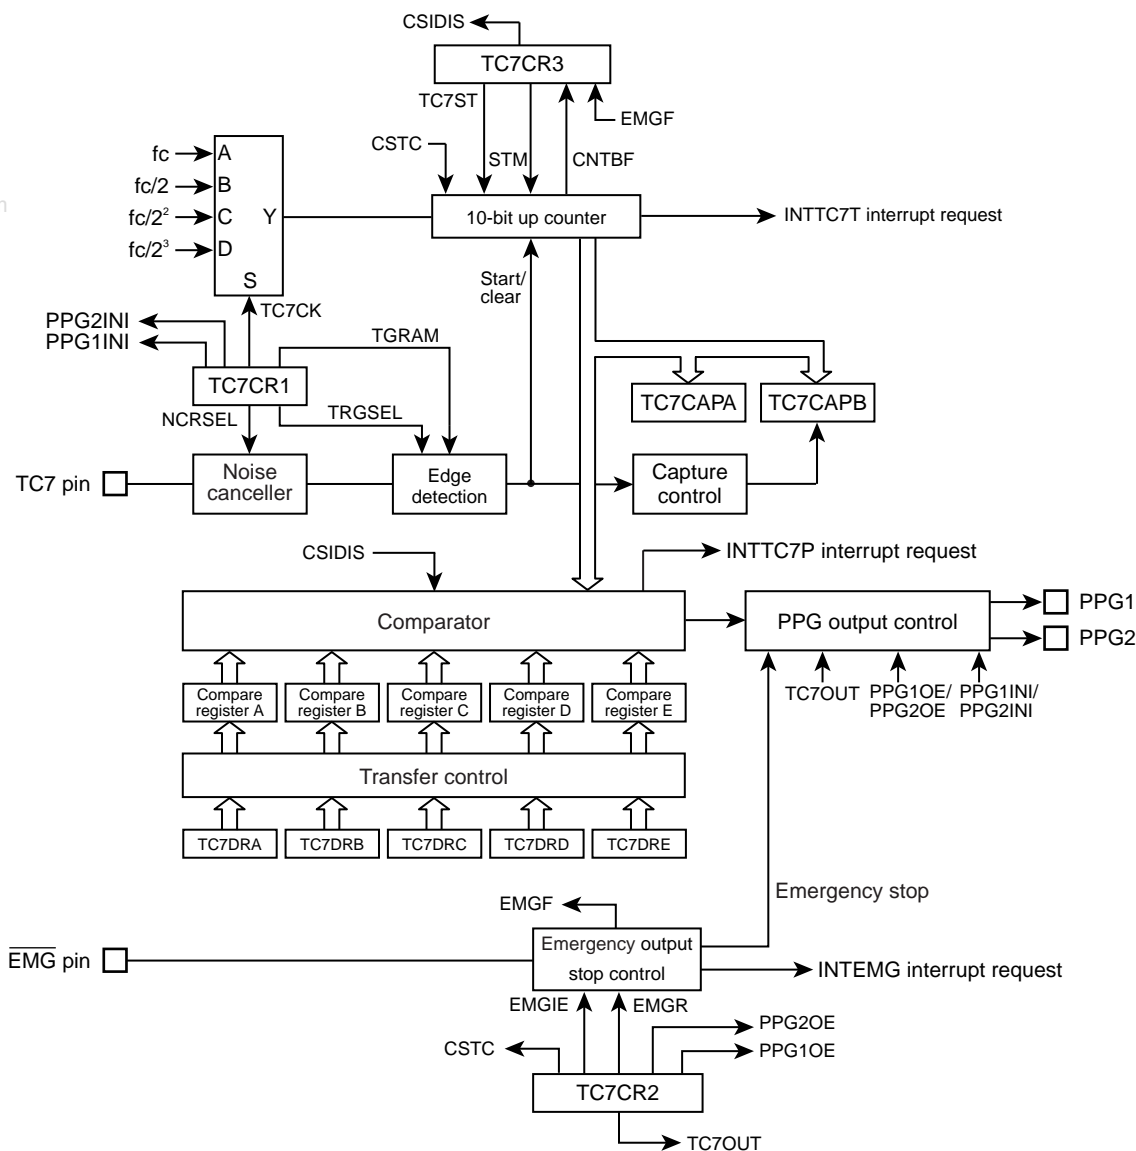 CSIDIS
TC7CR3
TC7ST
EMGF
CSTC
STM
CNTBF
fc
A
fc/2
B
n
fc/2²
C
Y
10-bit up counter
INTTC7T interrupt request
fc/2³
D
S
Start/
clear
TC7CK
PPG2INI
PPG1INI
TGRAM
TC7CR1
TC7CAPA
TC7CAPB
NCRSEL
TRGSEL
TC7 pin
Noise
canceller
Edge
detection
Capture
control
CSIDIS
INTTC7P interrupt request
Comparator
PPG output control
PPG1
PPG2
Compare
register A
Compare
register B
Compare
register C
Compare
register D
Compare
register E
TC7OUT
PPG1OE/
PPG2OE
PPG1INI/
PPG2INI
Transfer control
TC7DRA
TC7DRB
TC7DRC
TC7DRD
TC7DRE
Emergency stop
EMGF
EMG pin
Emergency output
stop control
INTEMG interrupt request
EMGIE
EMGR
PPG2OE
CSTC
PPG1OE
TC7CR2
TC7OUT